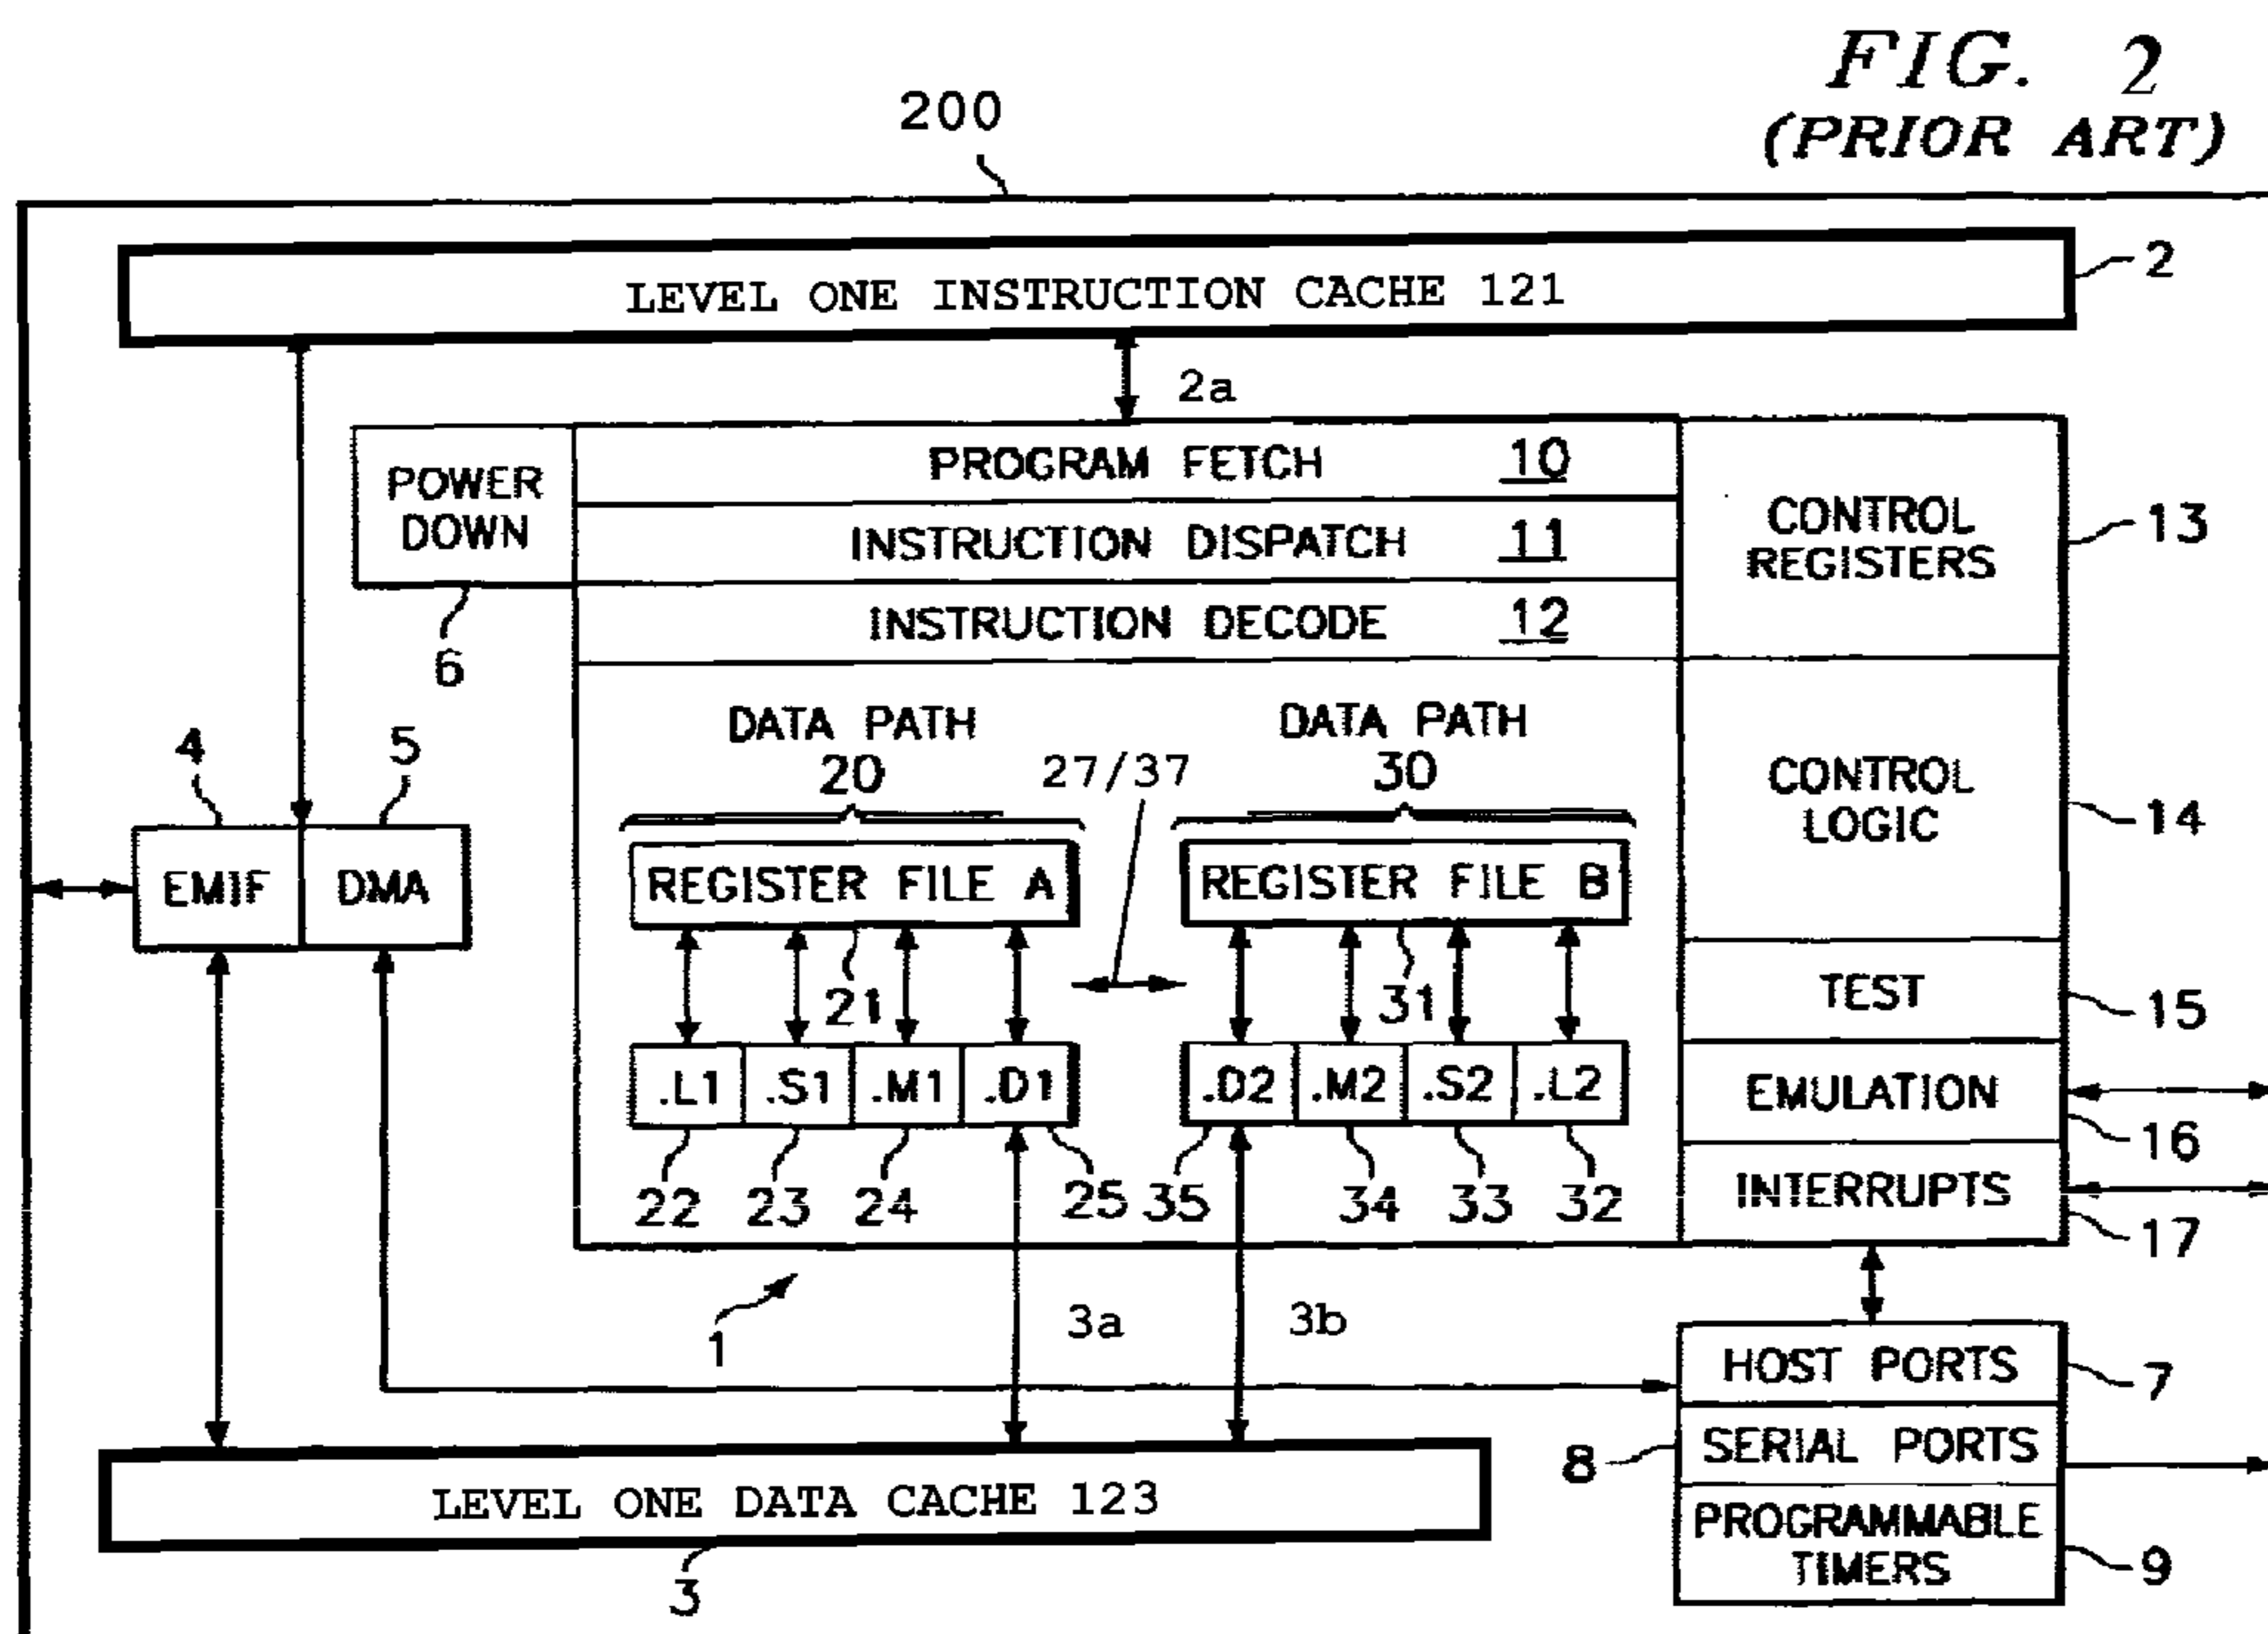 FIG. 2
(PRIOR ART)
200
LEVEL ONE INSTRUCTION CACHE 121
2
2a
POWER
DOWN
6
PROGRAM FETCH 10
INSTRUCTION DISPATCH 11
INSTRUCTION DECODE 12
CONTROL
REGISTERS
13
DATA PATH
20
27/37
DATA PATH
30
CONTROL
LOGIC
14
4
5
EMIF
DMA
REGISTER FILE A
REGISTER FILE B
21
31
TEST
15
.L1 .S1 .M1 .D1
.D2 .M2 .S2 .L2
EMULATION
16
22 23 24 25
35 34 33 32
INTERRUPTS
17
1
3a
3b
HOST PORTS
7
SERIAL PORTS
8
PROGRAMMABLE
TIMERS
9
LEVEL ONE DATA CACHE 123
3